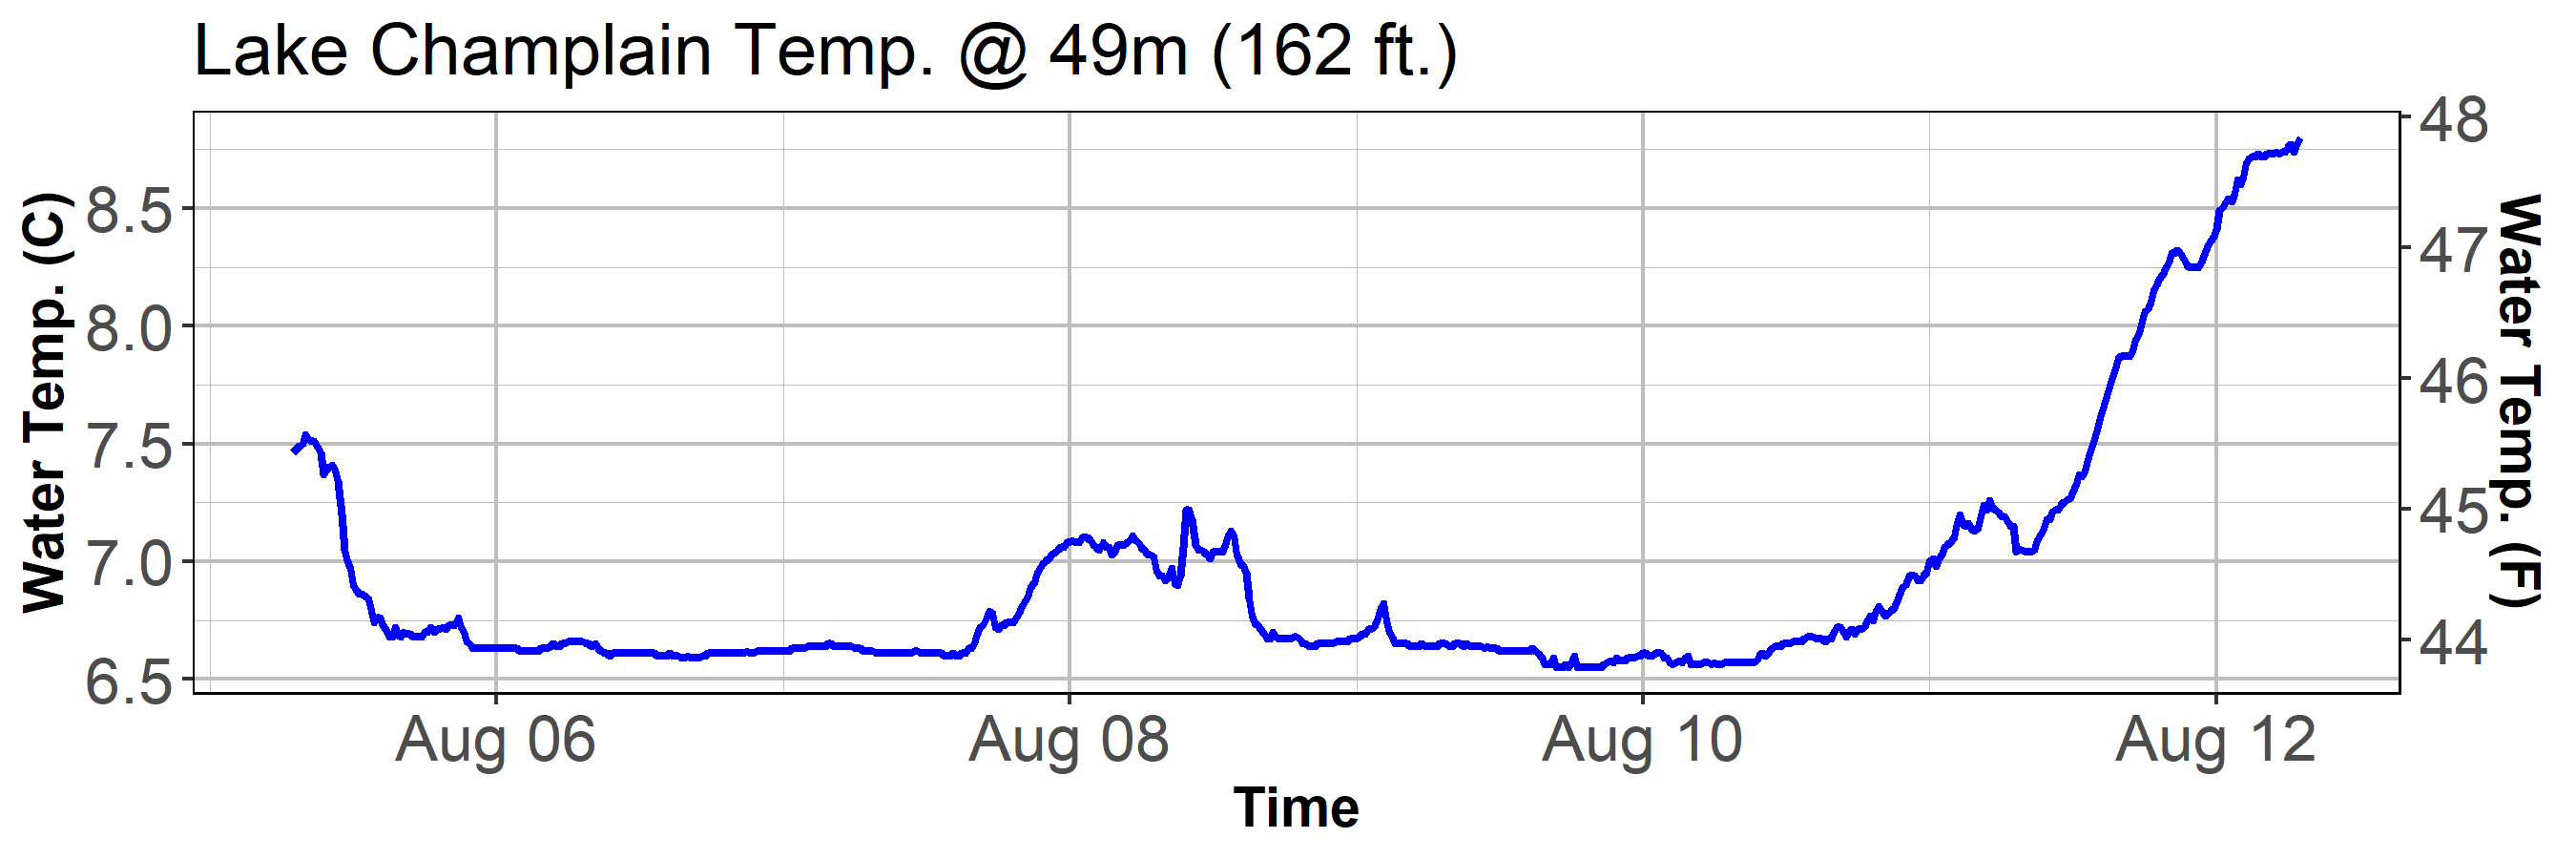 Lake Champlain Temp. @ 49m (162 ft.)
Water Temp. (C)
8.5
8.0
7.5
7.0
6.5
48
47
46
45
44
Water Temp. (F)
Aug 06 Aug 08 Aug 10 Aug 12
Time